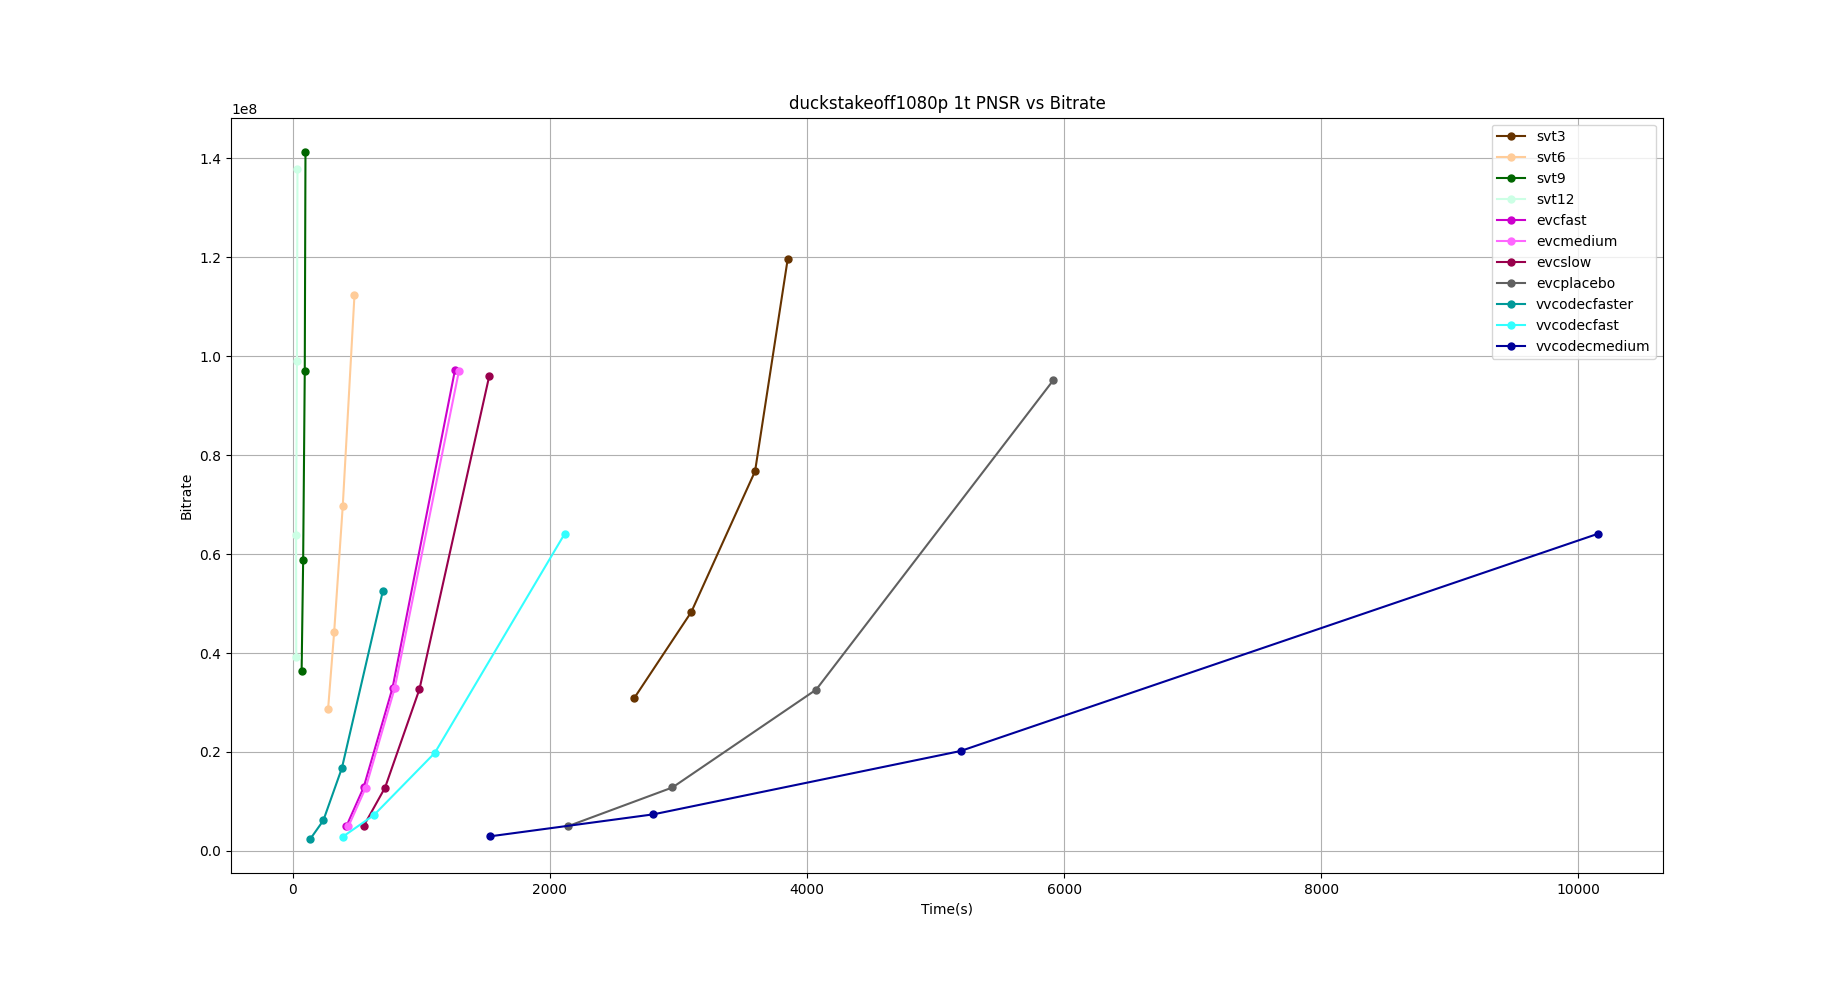 duckstakeoff1080p 1t PNSR vs Bitrate
1e8
1.4
1.2
1.0
0.8
0.6
0.4
0.2
0.0
Bitrate
0 2000 4000 6000 8000 10000
Time(s)
svt3
svt6
svt9
svt12
evcfast
evcmedium
evcslow
evcplacebo
vvcodecfaster
vvcodecfast
vvcodecmedium